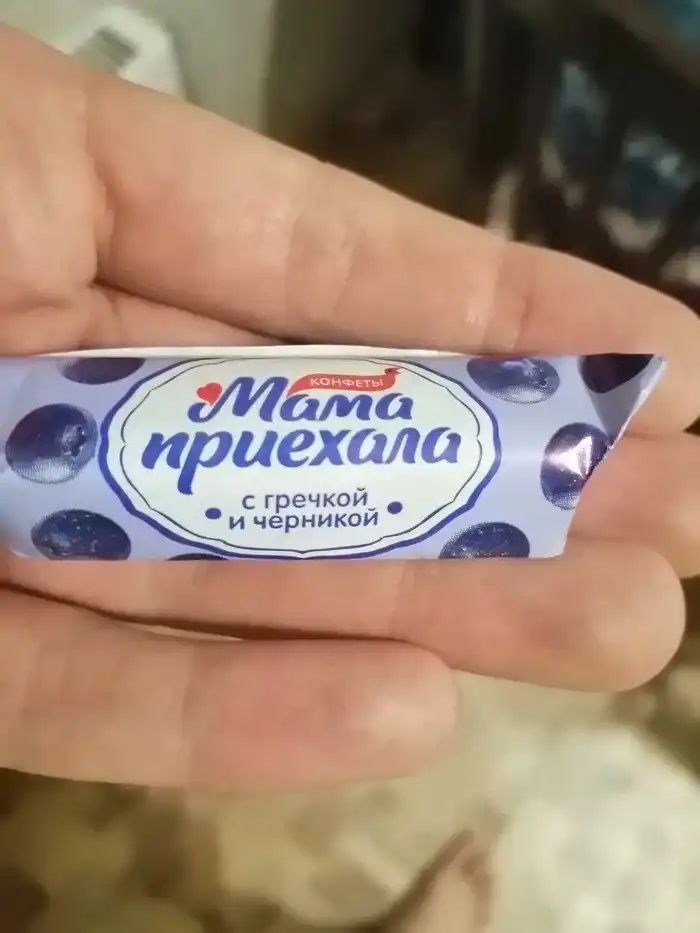 КОНФЕТЫ
Мама
приехала
с гречкой
и черникой